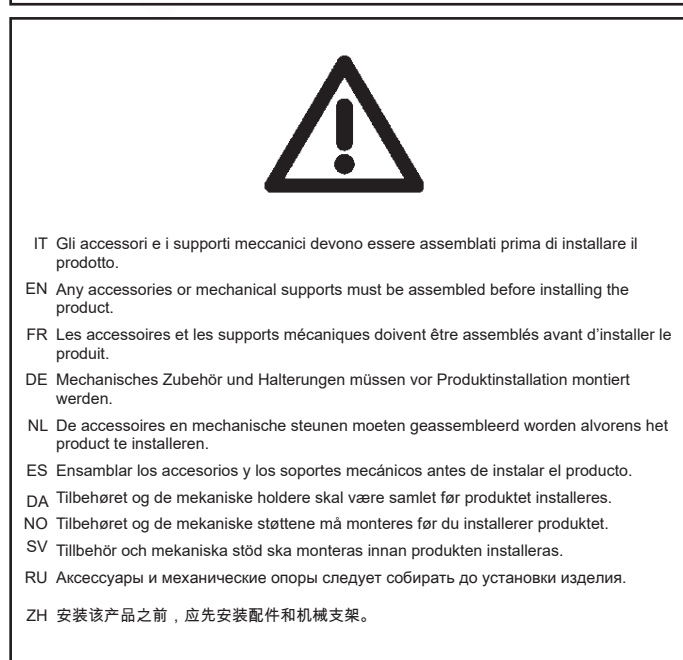 IT Gli accessori e i supporti meccanici devono essere assemblati prima di installare il
prodotto.
EN Any accessories or mechanical supports must be assembled before installing the
product.
FR Les accessoires et les supports mécaniques doivent être assemblés avant d’installer le
produit.
DE Mechanisches Zubehör und Halterungen müssen vor Produktinstallation montiert
werden.
NL De accessoires en mechanische steunen moeten geassembleerd worden alvorens het
product te installeren.
ES Ensamblar los accesorios y los soportes mecánicos antes de instalar el producto.
DA Tilbehøret og de mekaniske holdere skal være samlet før produktet installeres.
NO Tilbehøret og de mekaniske støttene må monteres før du installerer produktet.
SV Tillbehör och mekaniska stöd ska monteras innan produkten installeras.
RU Аксессуары и механические опоры следует собирать до установки изделия.
ZH 安装该产品之前，应先安装配件和机械支架。